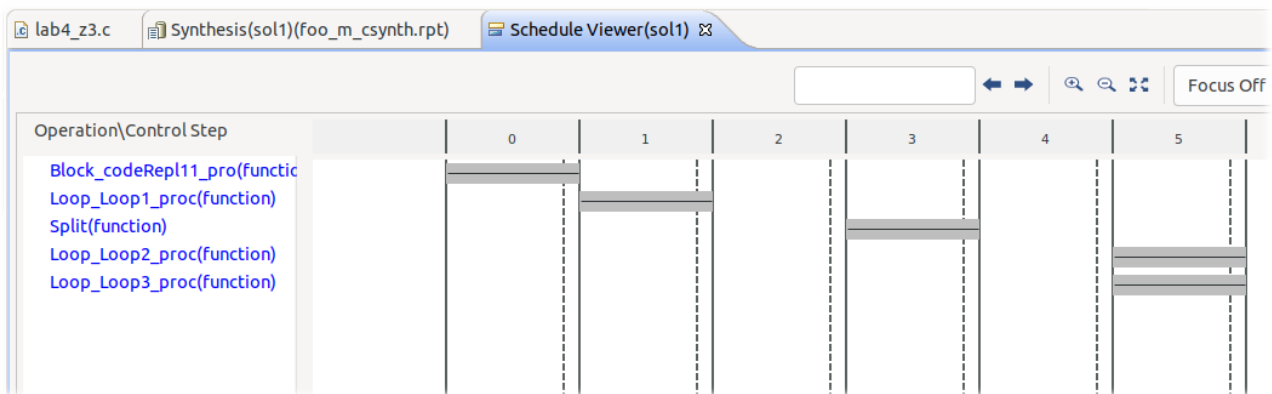 lab4_z3.c Synthesis(sol1)(foo_m_csynth.rpt) Schedule Viewer(sol1)
Focus Off
Operation\Control Step 0 1 2 3 4 5
Block_codeRepl11_pro(functic
Loop_Loop1_proc(function)
Split(function)
Loop_Loop2_proc(function)
Loop_Loop3_proc(function)